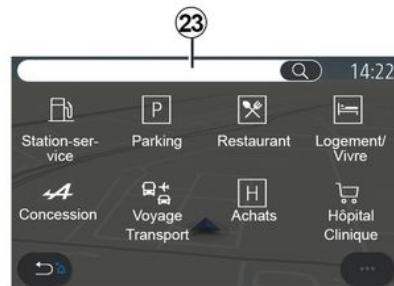 23
14:22
P
Station-ser-
vice
Parking
Restaurant
Logement/
Vivre
H
Concession
Voyage
Transport
Achats
Hôpital
Clinique